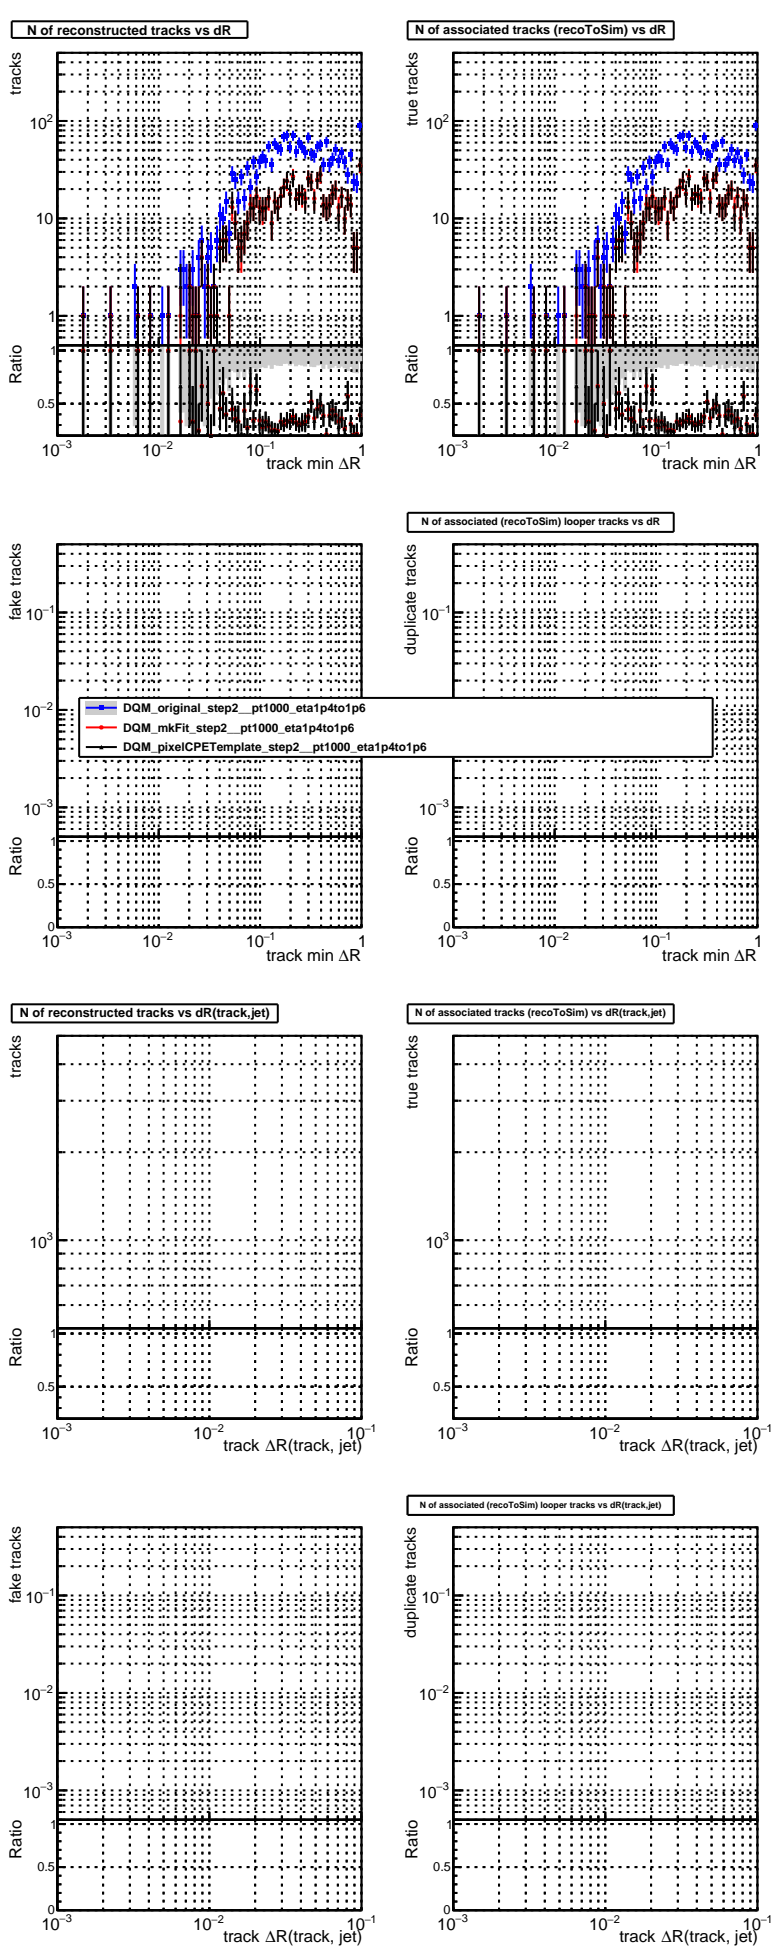 N of reconstructed tracks vs dR
N of associated tracks (recoToSim) vs dR
tracks
10²
10
1
Ratio
1
0.5
10⁻³
10⁻²
10⁻¹
1
track min ΔR
true tracks
10²
10
1
Ratio
1
0.5
10⁻³
10⁻²
10⁻¹
1
track min ΔR
N of associated (recoToSim) looper tracks vs dR
fake tracks
10⁻¹
10⁻²
10⁻³
Ratio
1
0.5
0
10⁻³
10⁻²
10⁻¹
1
track min ΔR
duplicate tracks
10⁻¹
10⁻³
Ratio
1
0.5
0
10⁻³
10⁻²
10⁻¹
1
track min ΔR
DQM_original_step2__pt1000_eta1p4to1p6
DQM_mkFit_step2__pt1000_eta1p4to1p6
DQM_pixelCPETemplate_step2__pt1000_eta1p4to1p6
N of reconstructed tracks vs dR(track,jet)
N of associated tracks (recoToSim) vs dR(track,jet)
tracks
10³
Ratio
1
0.5
10⁻³
10⁻²
10⁻¹
track ΔR(track, jet)
true tracks
10³
Ratio
1
0.5
10⁻³
10⁻²
10⁻¹
track ΔR(track, jet)
N of associated (recoToSim) looper tracks vs dR(track,jet)
fake tracks
10⁻¹
10⁻²
10⁻³
Ratio
1
0.5
0
10⁻³
10⁻²
10⁻¹
track ΔR(track, jet)
duplicate tracks
10⁻¹
10⁻²
10⁻³
Ratio
1
0.5
0
10⁻³
10⁻²
10⁻¹
track ΔR(track, jet)